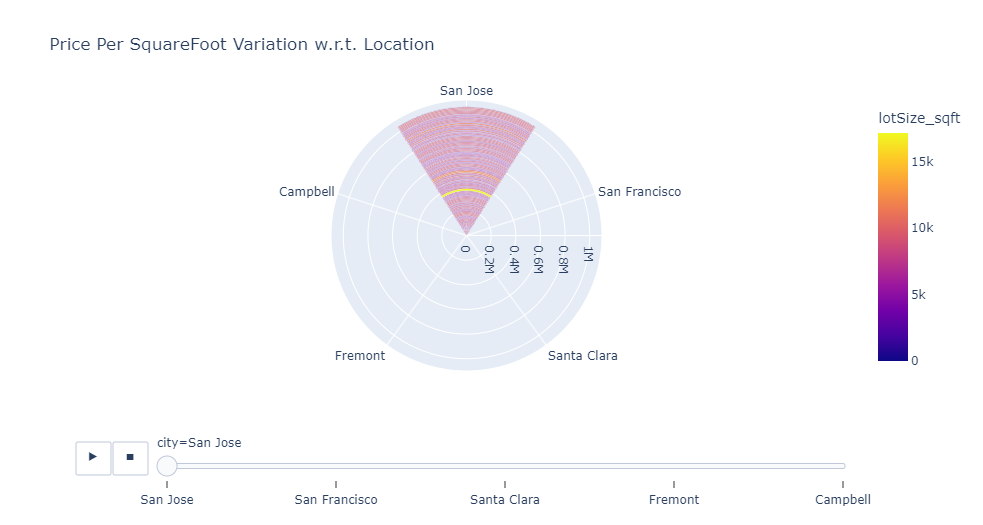 Price Per SquareFoot Variation w.r.t. Location
San Jose
San Francisco
Santa Clara
Fremont
Campbell
0
0.2M
0.4M
0.6M
0.8M
1M
lotSize_sqft
15k
10k
5k
0
city=San Jose
San Jose San Francisco Santa Clara Fremont Campbell